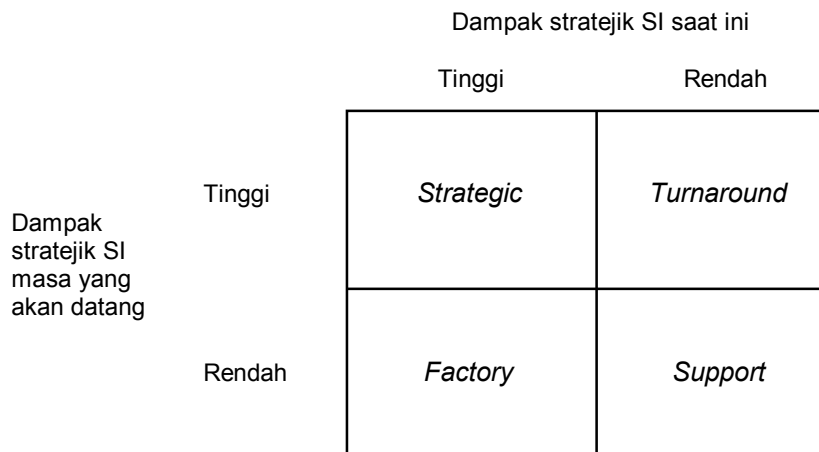 Dampak stratejik SI saat ini
Tinggi Rendah
Tinggi Strategic Turnaround
Dampak
stratejik SI
masa yang
akan datang
Rendah Factory Support